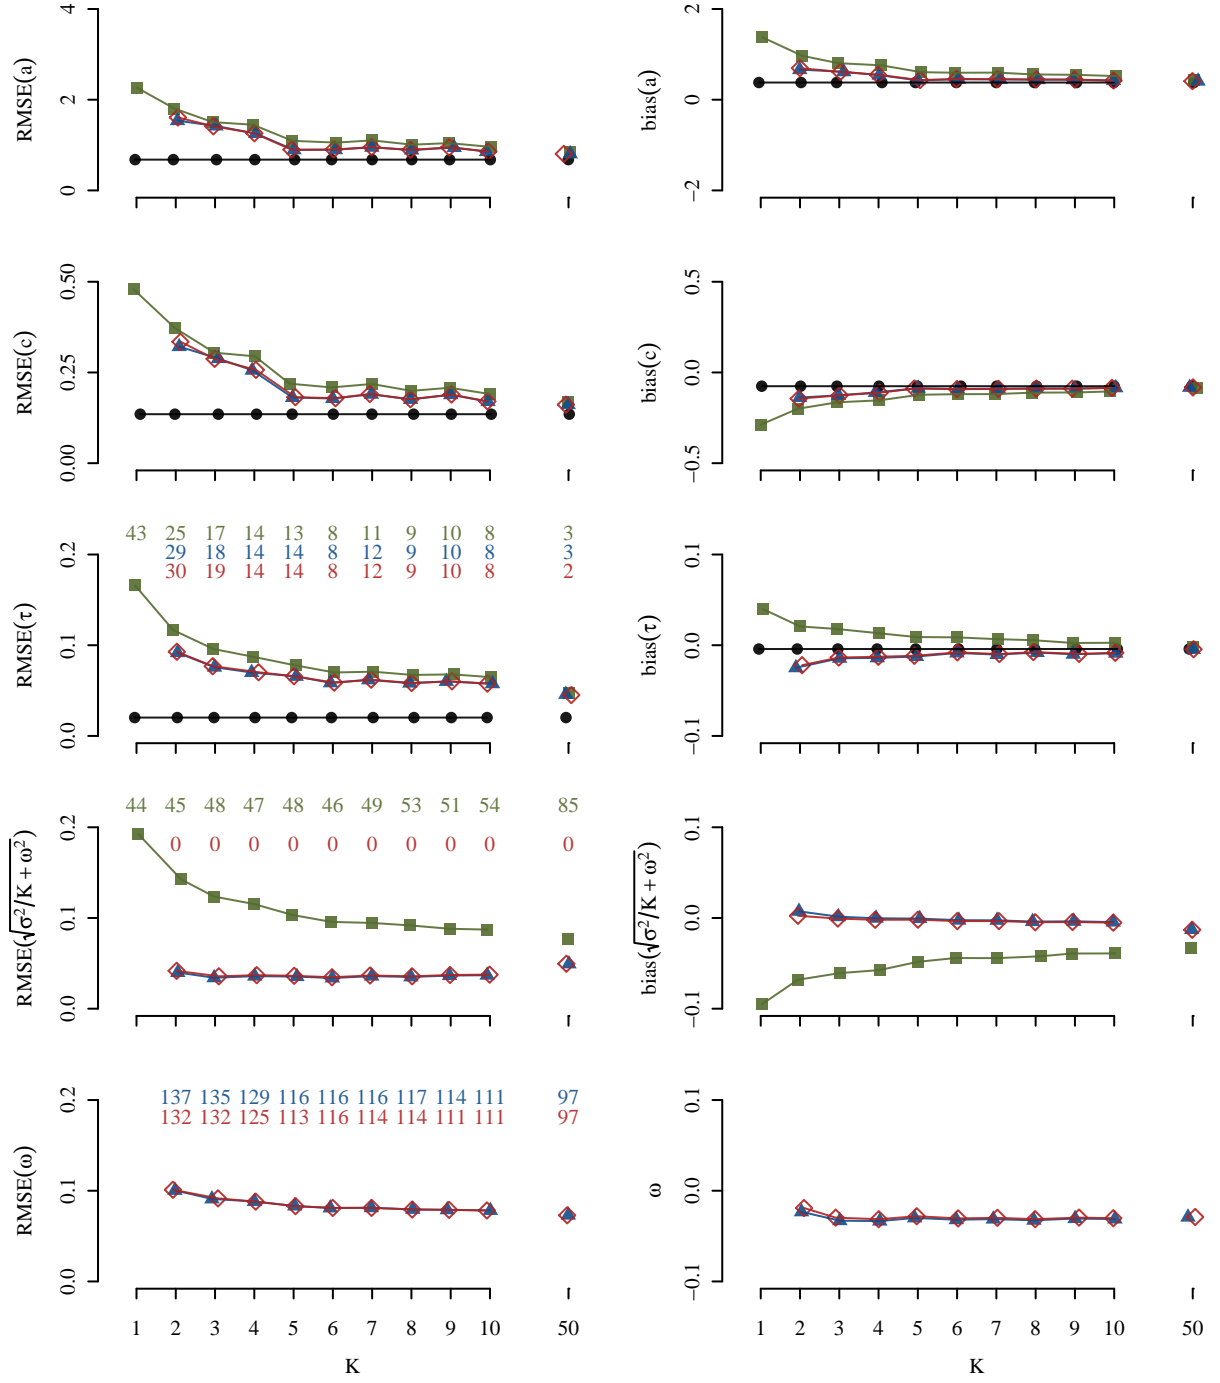 4
2
0
RMSE(a)
2
0
−2
bias(a)
0.50
0.25
0.00
RMSE(c)
0.5
0.0
−0.5
bias(c)
43 25 17 14 13 8 11 9 10 8 3
29 18 14 14 8 12 9 10 8 3
30 19 14 14 8 12 9 10 8 2
0.2
0.1
0.0
RMSE(τ)
0.1
0.0
−0.1
bias(τ)
44 45 48 47 48 46 49 53 51 54 85
0 0 0 0 0 0 0 0 0 0
0.2
0.1
0.0
RMSE(√σ²/K + ω²)
0.1
0.0
−0.1
bias(√σ²/K + ω²)
137 135 129 116 116 116 117 114 111 97
132 132 125 113 116 114 114 111 111 97
0.2
0.1
0.0
RMSE(ω)
0.1
0.0
−0.1
ω
1 2 3 4 5 6 7 8 9 10 50
K
1 2 3 4 5 6 7 8 9 10 50
K